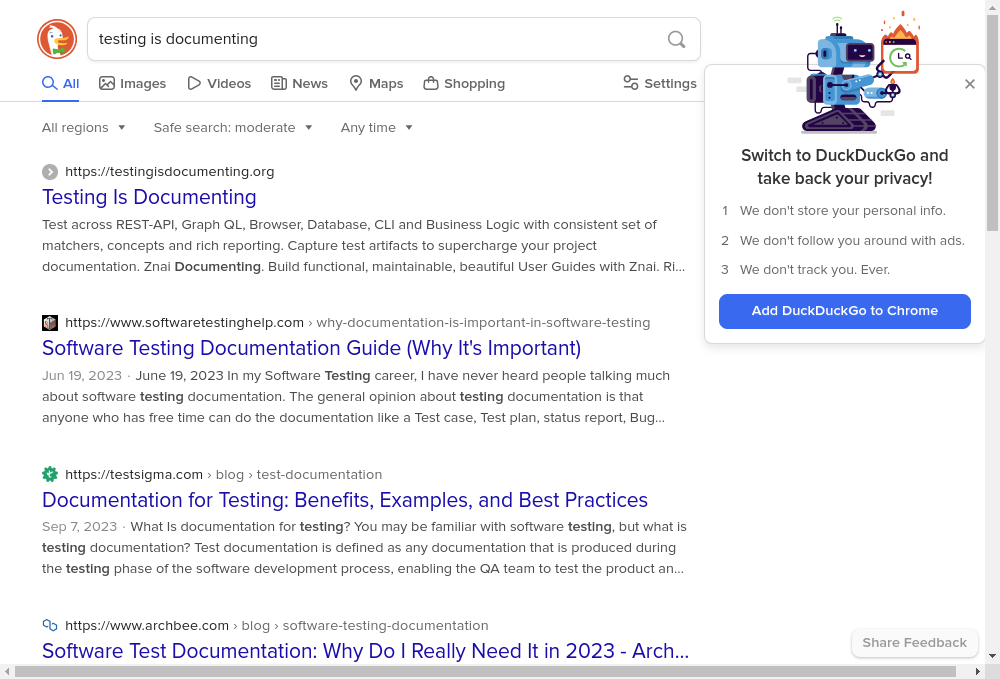 testing is documenting
All Images Videos News Maps Shopping Settings
All regions Safe search: moderate Any time
https://testingisdocumenting.org
Testing Is Documenting
Test across REST-API, Graph QL, Browser, Database, CLI and Business Logic with consistent set of
matchers, concepts and rich reporting. Capture test artifacts to supercharge your project
documentation. Znai Documenting. Build functional, maintainable, beautiful User Guides with Znai. Ri...
https://www.softwaretestinghelp.com › why-documentation-is-important-in-software-testing
Software Testing Documentation Guide (Why It's Important)
Jun 19, 2023 · June 19, 2023 In my Software Testing career, I have never heard people talking much
about software testing documentation. The general opinion about testing documentation is that
anyone who has free time can do the documentation like a Test case, Test plan, status report, Bug...
https://testsigma.com › blog › test-documentation
Documentation for Testing: Benefits, Examples, and Best Practices
Sep 7, 2023 · What Is documentation for testing? You may be familiar with software testing, but what is
testing documentation? Test documentation is defined as any documentation that is produced during
the testing phase of the software development process, enabling the QA team to test the product an...
https://www.archbee.com › blog › software-testing-documentation
Software Test Documentation: Why Do I Really Need It in 2023 - Arch...
LQ
Switch to DuckDuckGo and
take back your privacy!
1 We don't store your personal info.
2 We don't follow you around with ads.
3 We don't track you. Ever.
Add DuckDuckGo to Chrome
Share Feedback